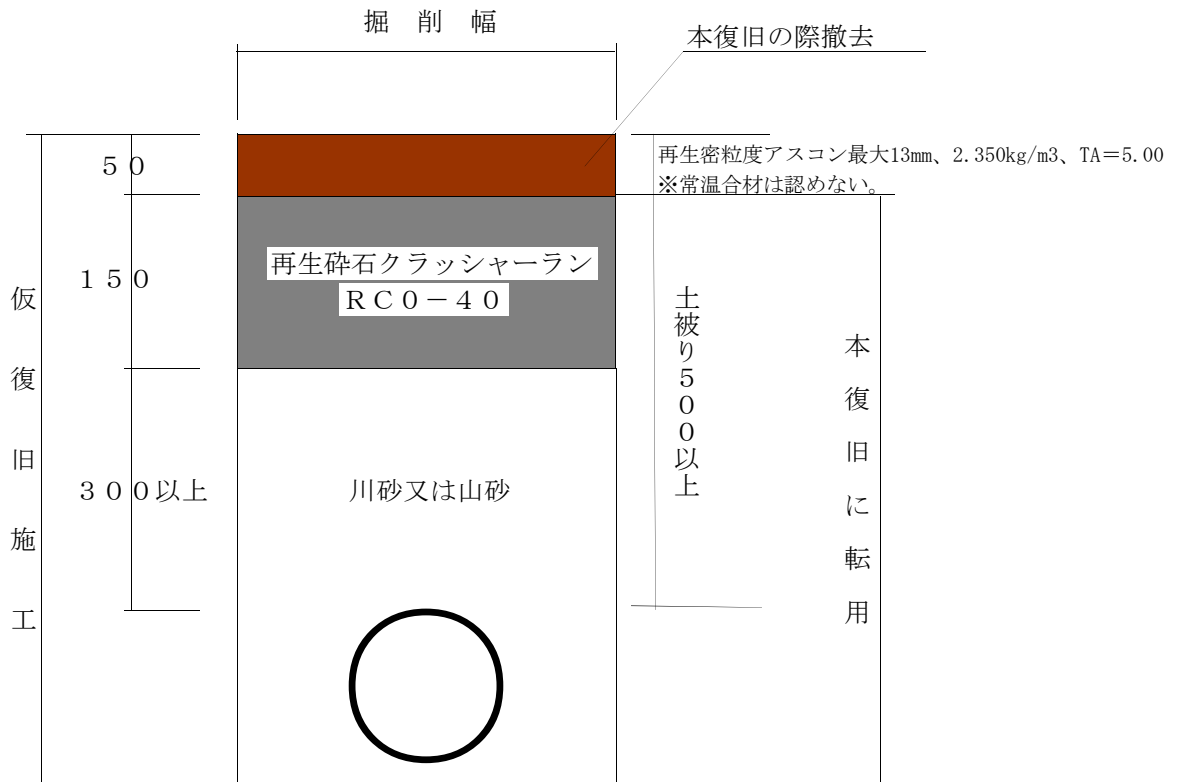 掘　削　幅
本復旧の際撤去
５０
再生密粒度アスコン最大13mm、2.350kg/m3、TA＝5.00
※常温合材は認めない。
１５０
再生砕石クラッシャーラン
ＲＣ０－４０
３００以上
川砂又は山砂
仮復旧施工
土被り５００以上
本復旧に転用